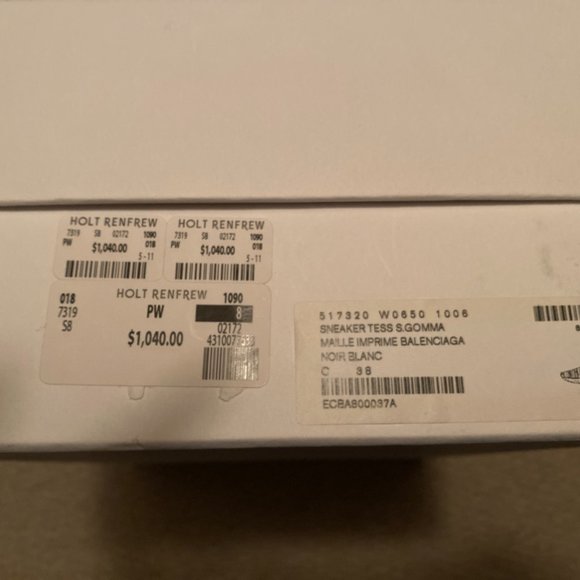 HOLT RENFREW
7319 58 02172 1090
PW $1,040.00 018
5-11
HOLT RENFREW
7319 58 02172 1090
PW $1,040.00 018
5-11
018 HOLT RENFREW 1090
7319 PW 8
58 $1,040.00 02172
517320 W0650 1006
SNEAKER TESS S.GOMMA
MAILLE IMPRIME BALENCIAGA
NOIR BLANC
C 38
ECBA800037A